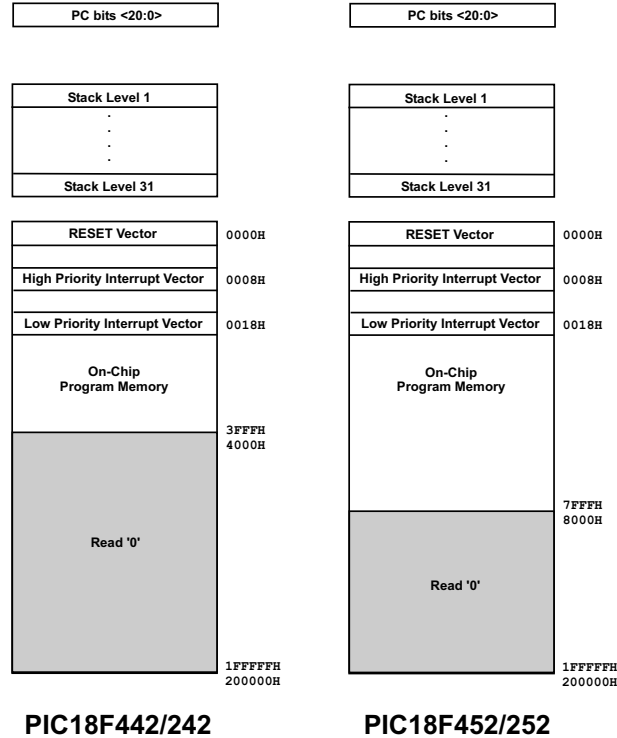 PC bits <20:0>
Stack Level 1
.
.
.
.
Stack Level 31
RESET Vector
0000H
High Priority Interrupt Vector
0008H
Low Priority Interrupt Vector
0018H
On-Chip
Program Memory
3FFFH
4000H
Read '0'
1FFFFFH
200000H
PIC18F442/242
PC bits <20:0>
Stack Level 1
.
.
.
.
Stack Level 31
RESET Vector
0000H
High Priority Interrupt Vector
0008H
Low Priority Interrupt Vector
0018H
On-Chip
Program Memory
7FFFH
8000H
Read '0'
1FFFFFH
200000H
PIC18F452/252